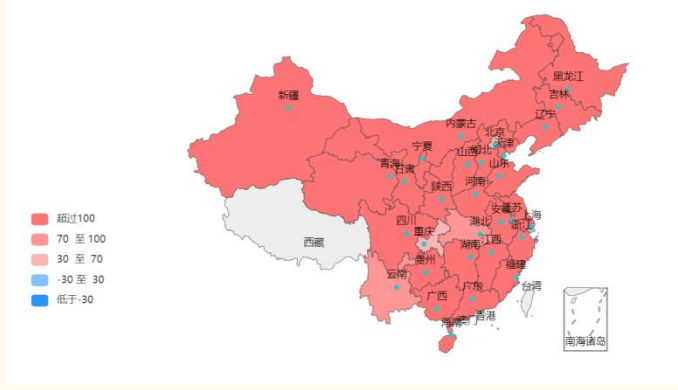 黑龙江
新疆
吉林
辽宁
内蒙古
北京
天津
宁夏
山西
河北
青海
甘肃
山东
陕西
河南
江苏
安徽
上海
四川
湖北
浙江
重庆
西藏
湖南
江西
贵州
福建
云南
台湾
广西
广东
香港
澳门
海南
南海诸岛
超过100
70 至 100
30 至 70
-30 至 30
低于-30